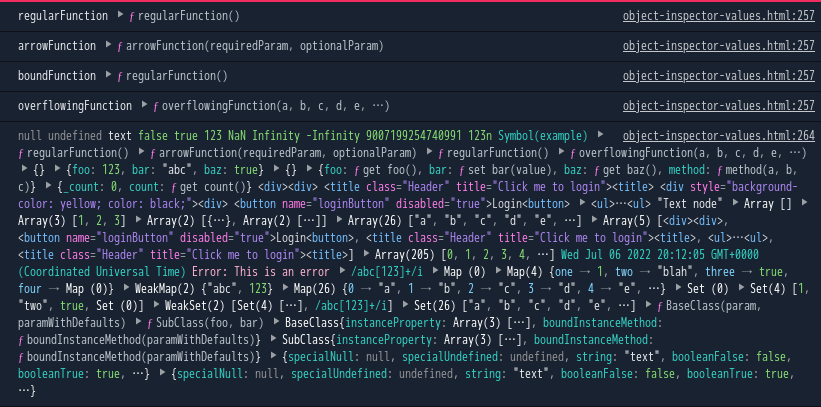 regularFunction ▶ ƒ regularFunction() object-inspector-values.html:257
arrowFunction ▶ ƒ arrowFunction(requiredParam, optionalParam) object-inspector-values.html:257
boundFunction ▶ ƒ regularFunction() object-inspector-values.html:257
overflowingFunction ▶ ƒ overflowingFunction(a, b, c, d, e, …) object-inspector-values.html:257
null undefined text false true 123 NaN Infinity -Infinity 9007199254740991 123n Symbol(example) ▶ object-inspector-values.html:264
ƒ regularFunction() ▶ ƒ arrowFunction(requiredParam, optionalParam) ▶ ƒ regularFunction() ▶ ƒ overflowingFunction(a, b, c, d, e, …)
▶ {} ▶ {foo: 123, bar: "abc", baz: true} ▶ {} ▶ {foo: ƒ get foo(), bar: ƒ set bar(value), baz: ƒ get baz(), method: ƒ method(a, b,
c)} ▶ {_count: 0, count: ƒ get count()} <div><div> <title class="Header" title="Click me to login"><title> <div style="background-
color: yellow; color: black;"><div> <button name="loginButton" disabled="true">Login<button> ▶ <ul>…<ul> "Text node" ▶ Array [] ▶
Array(3) [1, 2, 3] ▶ Array(2) [{…}, Array(2) […]] ▶ Array(26) ["a", "b", "c", "d", "e", …] ▶ Array(5) [<div><div>,
<button name="loginButton" disabled="true">Login<button>, <title class="Header" title="Click me to login"><title>, <ul>…<ul>,
<title class="Header" title="Click me to login"><title>] ▶ Array(205) [0, 1, 2, 3, 4, …] Wed Jul 06 2022 20:12:05 GMT+0000
(Coordinated Universal Time) Error: This is an error ▶ /abc[123]+/i ▶ Map (0) ▶ Map(4) {one → 1, two → "blah", three → true,
four → Map (0)} ▶ WeakMap(2) {"abc", 123} ▶ Map(26) {0 → "a", 1 → "b", 2 → "c", 3 → "d", 4 → "e", …} ▶ Set (0) ▶ Set(4) [1,
"two", true, Set (0)] ▶ WeakSet(2) [Set(4) […], /abc[123]+/i] ▶ Set(26) ["a", "b", "c", "d", "e", …] ▶ ƒ BaseClass(param,
paramWithDefaults) ▶ ƒ SubClass(foo, bar) ▶ BaseClass{instanceProperty: Array(3) […], boundInstanceMethod:
ƒ boundInstanceMethod(paramWithDefaults)} ▶ SubClass{instanceProperty: Array(3) […], boundInstanceMethod:
ƒ boundInstanceMethod(paramWithDefaults)} ▶ {specialNull: null, specialUndefined: undefined, string: "text", booleanFalse: false,
booleanTrue: true, …} ▶ {specialNull: null, specialUndefined: undefined, string: "text", booleanFalse: false, booleanTrue: true,
…}